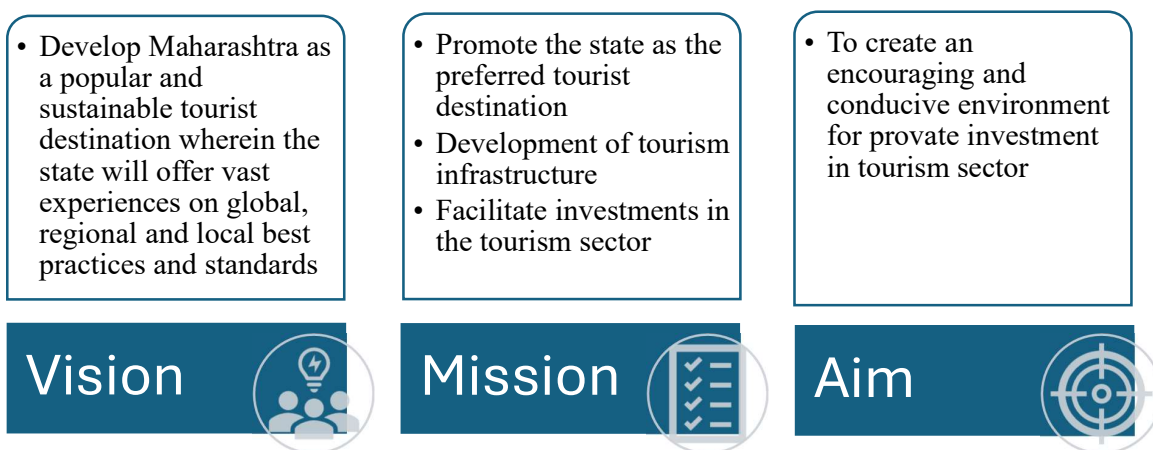 • Develop Maharashtra as
a popular and
sustainable tourist
destination wherein the
state will offer vast
experiences on global,
regional and local best
practices and standards
Vision
• Promote the state as the
preferred tourist
destination
• Development of tourism
infrastructure
• Facilitate investments in
the tourism sector
Mission
• To create an
encouraging and
conducive environment
for provate investment
in tourism sector
Aim